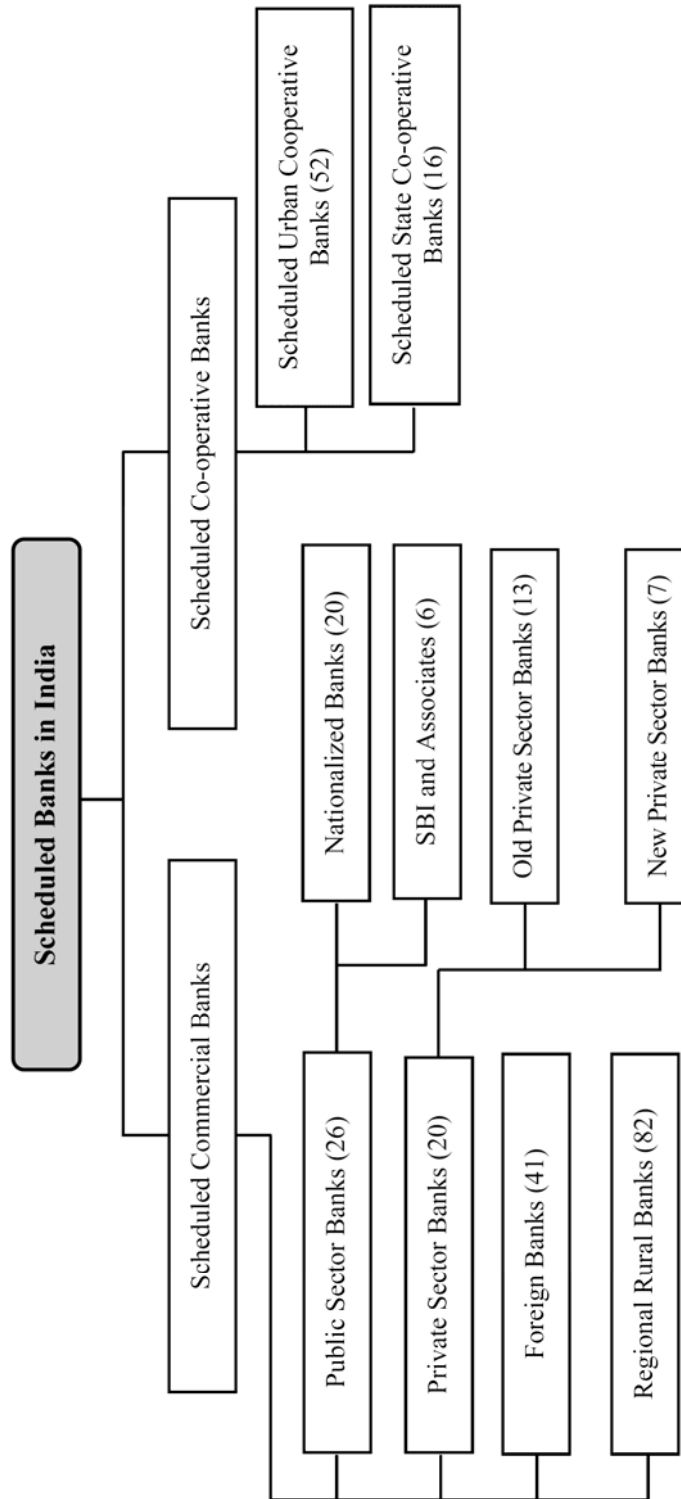 Scheduled Banks in India
Scheduled Commercial Banks
Scheduled Co-operative Banks
Public Sector Banks (26)
Nationalized Banks (20)
SBI and Associates (6)
Private Sector Banks (20)
Old Private Sector Banks (13)
New Private Sector Banks (7)
Foreign Banks (41)
Regional Rural Banks (82)
Scheduled Urban Cooperative
Banks (52)
Scheduled State Co-operative
Banks (16)